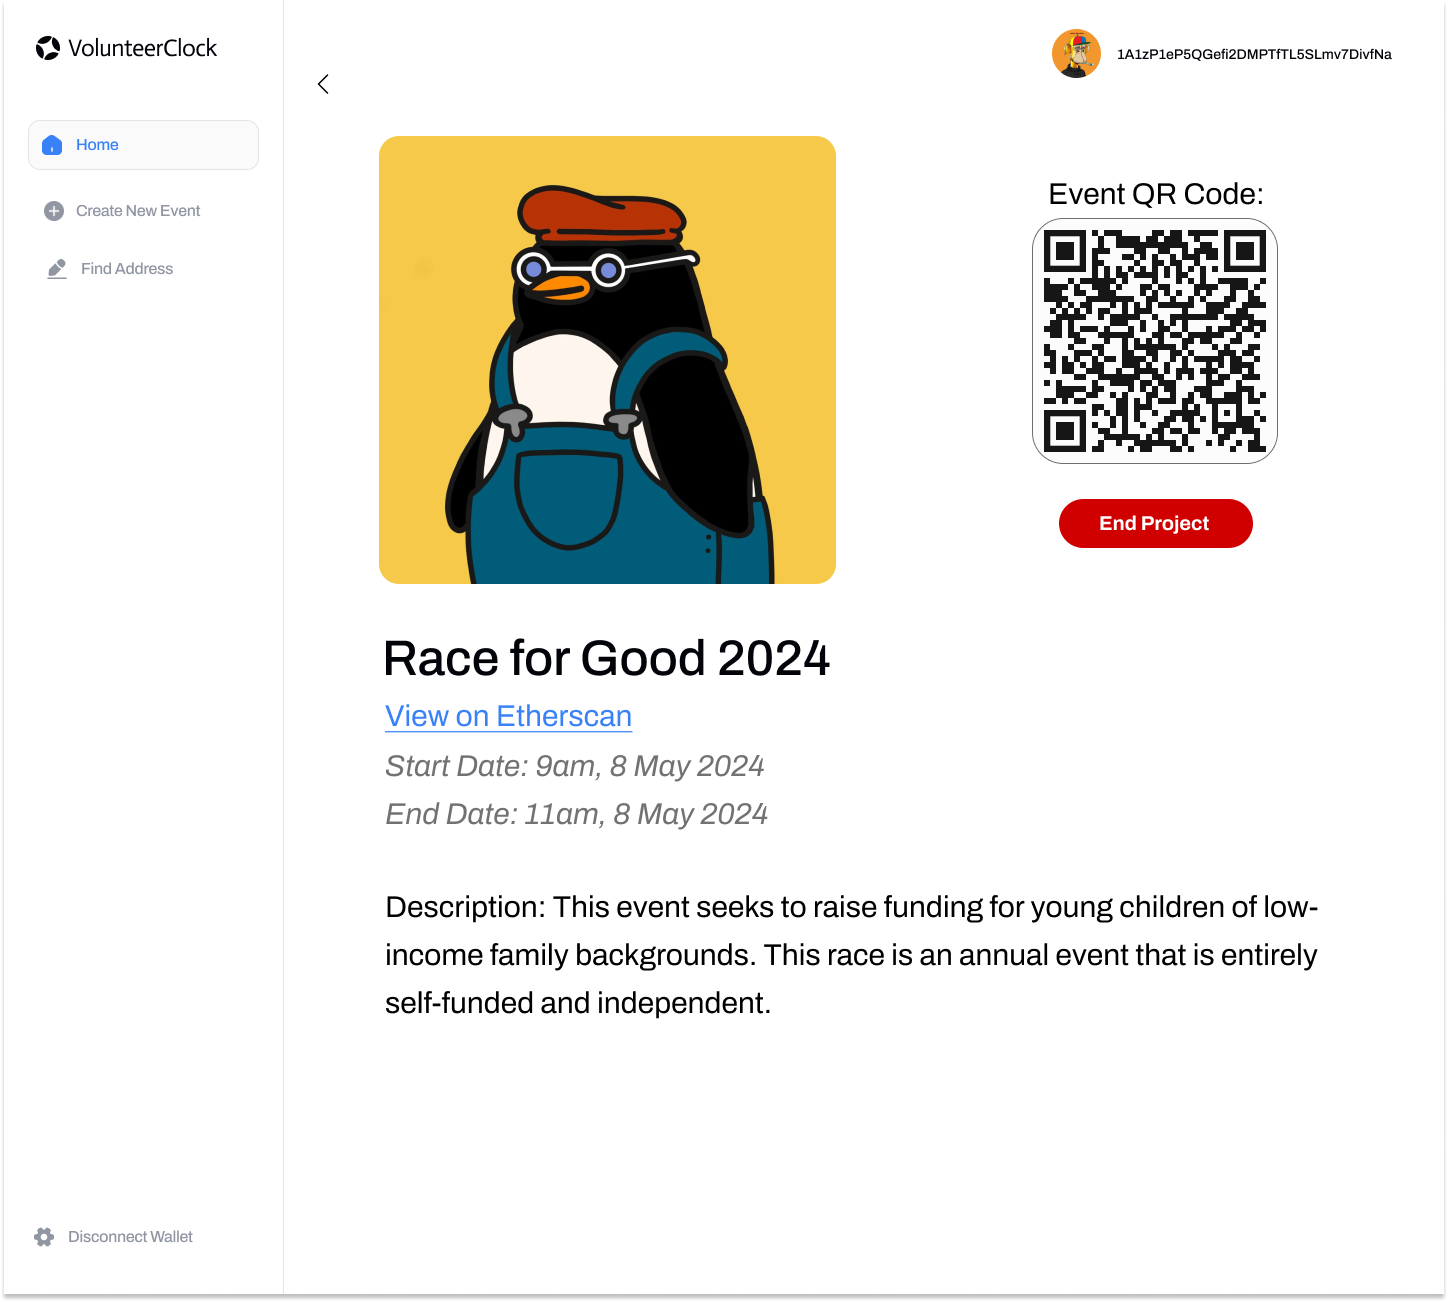 VolunteerClock
1A1zP1eP5QGefi2DMPTfTL5SLmv7DivfNa
Home
Create New Event
Find Address
Event QR Code:
End Project
Race for Good 2024
View on Etherscan
Start Date: 9am, 8 May 2024
End Date: 11am, 8 May 2024
Description: This event seeks to raise funding for young children of low-
income family backgrounds. This race is an annual event that is entirely
self-funded and independent.
Disconnect Wallet